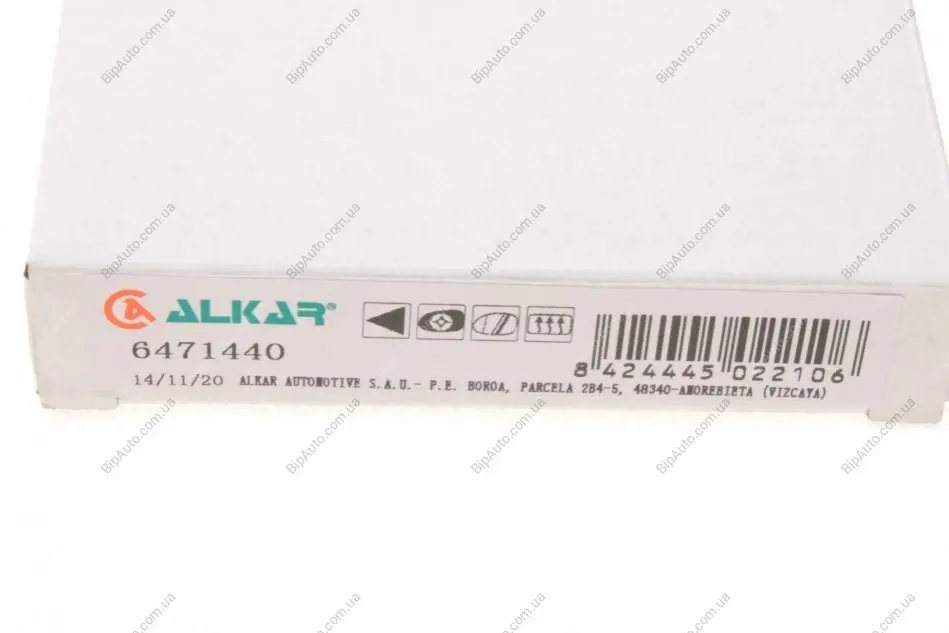 ALKAR®
6471440
8 424445 022106
14/11/20 ALKAR AUTOMOTIVE S.A.U.- P.E. BOROA, PARCELA 2B4-5, 48340-AMOREBIETA (VIZCAYA)
BipAuto.com.ua